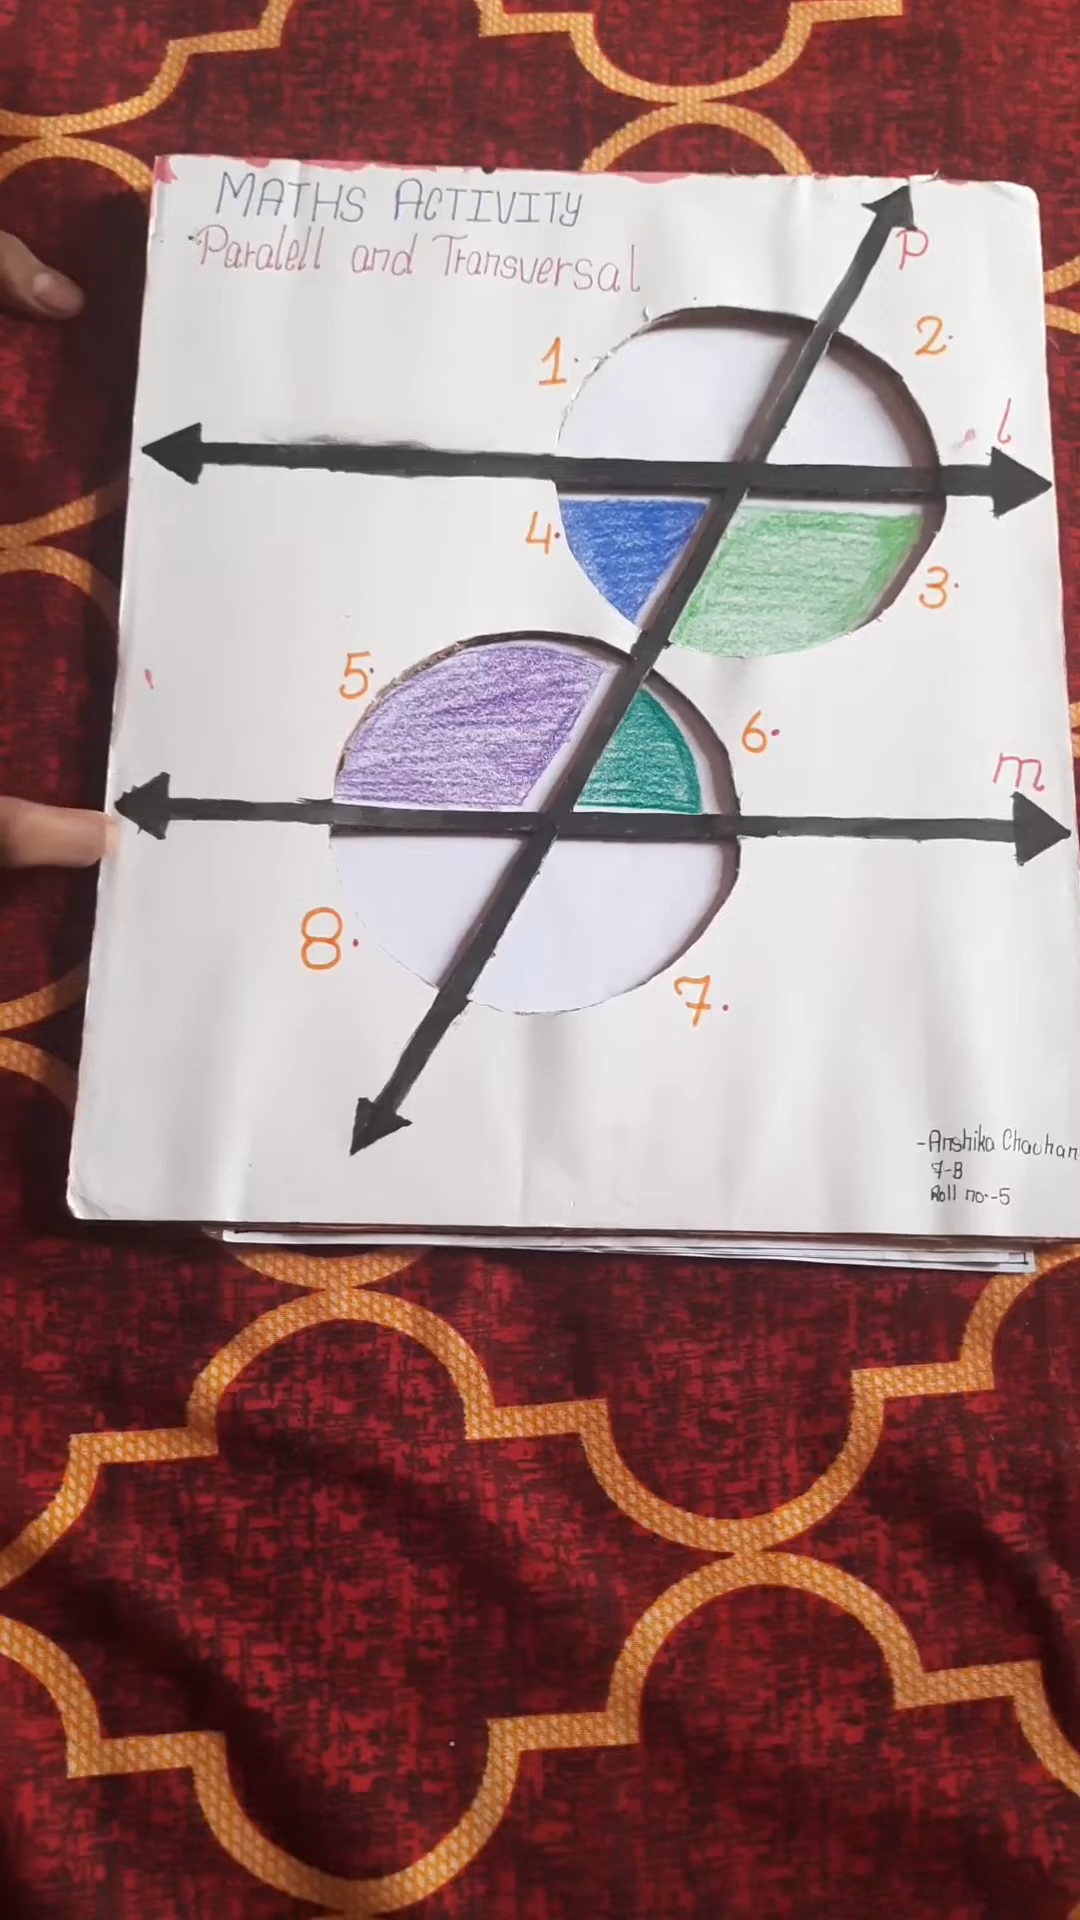 MATHS ACTIVITY
Paralell and Transversal
p
1.
2.
l
4.
3.
5.
6.
m
8.
7.
-Anshika Chauhan
7-B
Roll no.-5